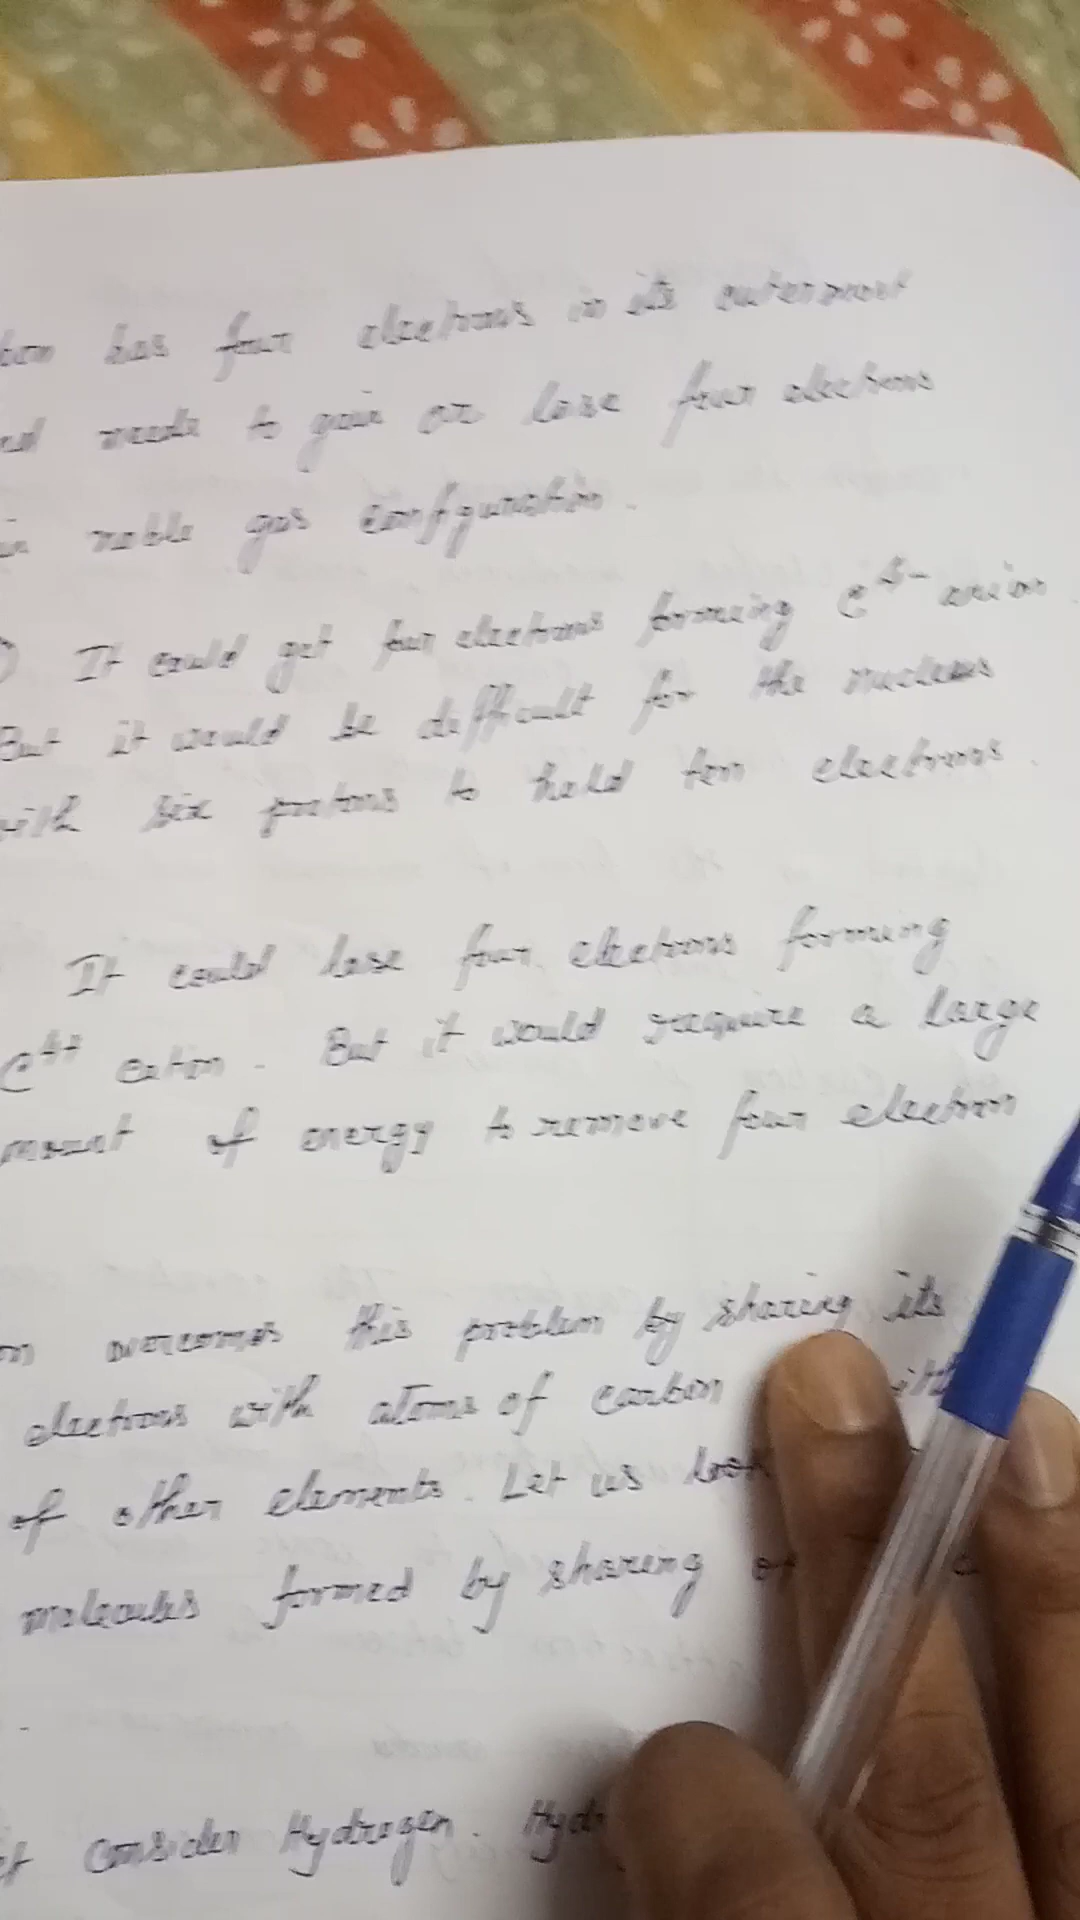 has four electrons in its outermost
needs to gain or lose four electrons
noble gas configuration.
It could get four electrons forming C4- anion.
But it would be difficult for the nucleus
with six protons to hold ten electrons.
It could lose four electrons forming
C4+ cation. But it would require a large
mount of energy to remove four electron
on overcomes this problem by sharing its
electrons with atoms of carbon
of other elements. Let us
molecules formed by sharing
consider Hydrogen.